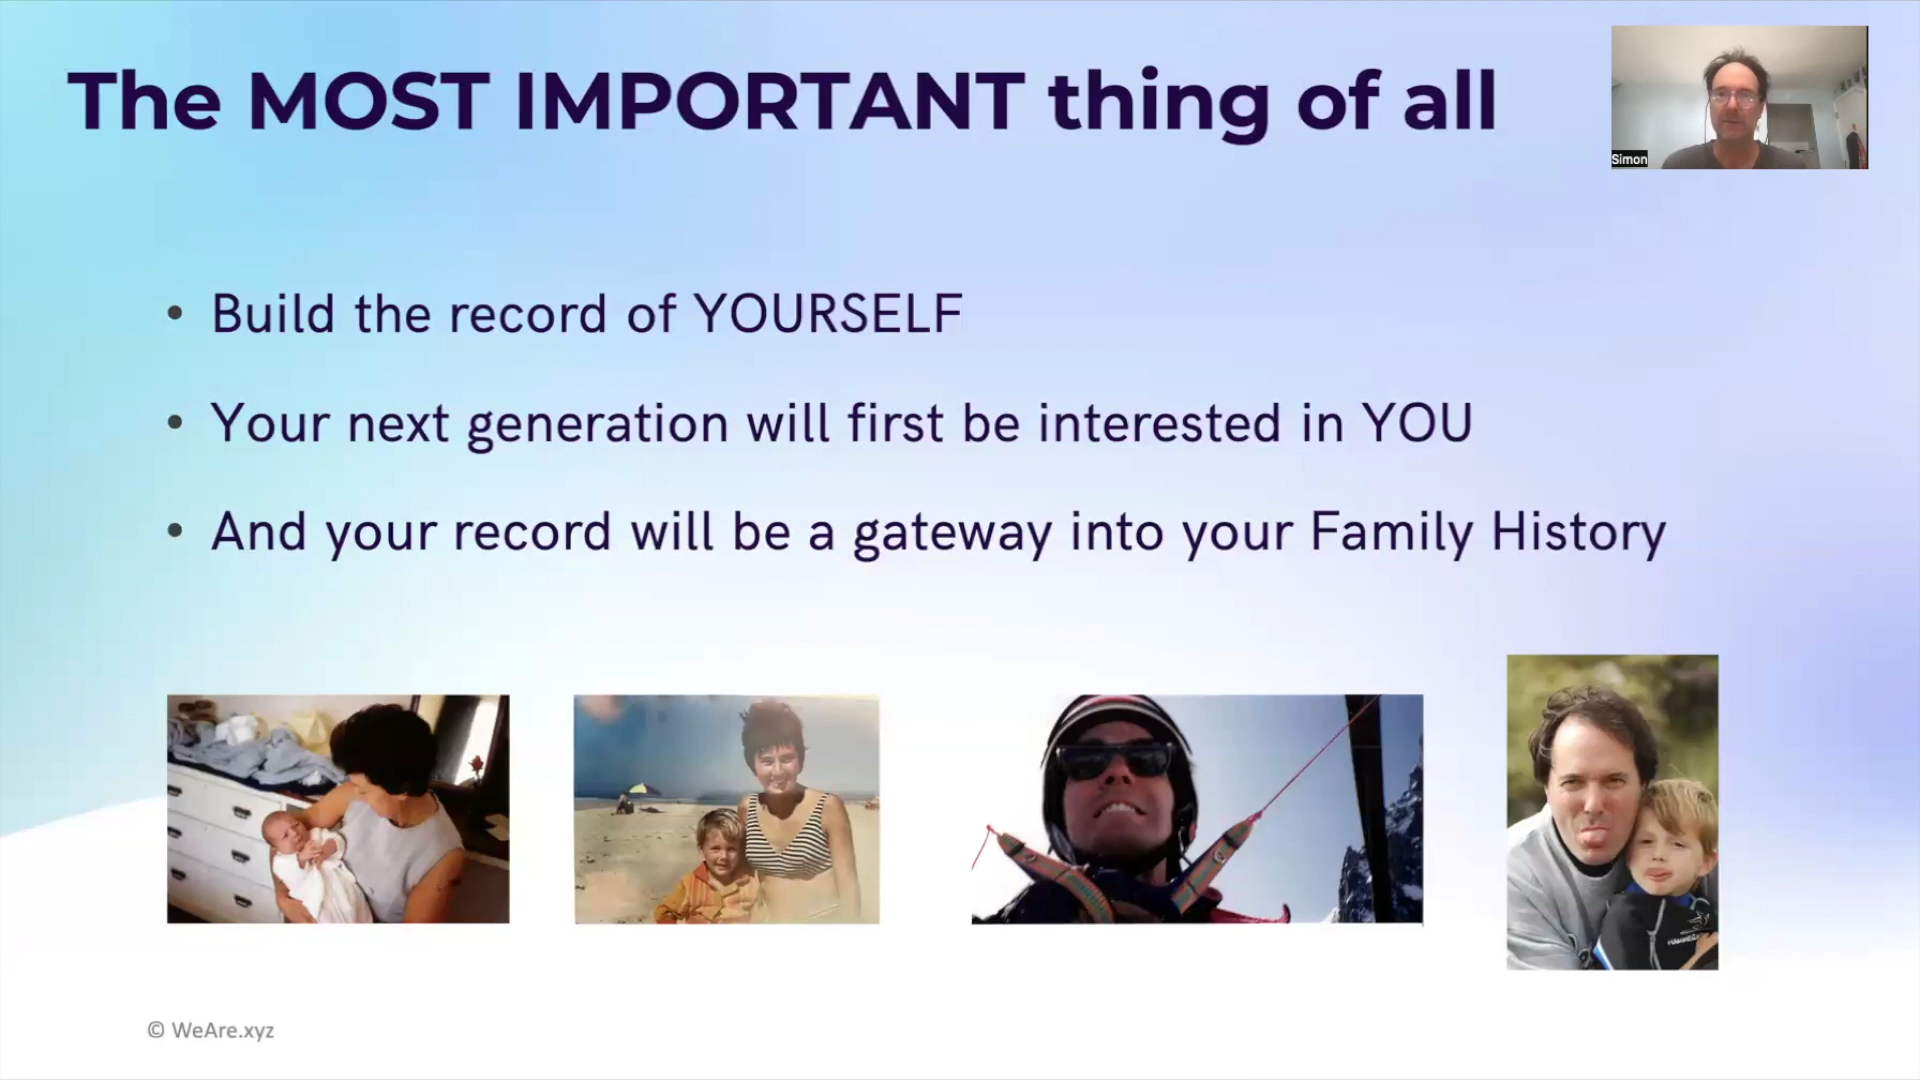 The MOST IMPORTANT thing of all
Simon
• Build the record of YOURSELF
• Your next generation will first be interested in YOU
• And your record will be a gateway into your Family History
© WeAre.xyz